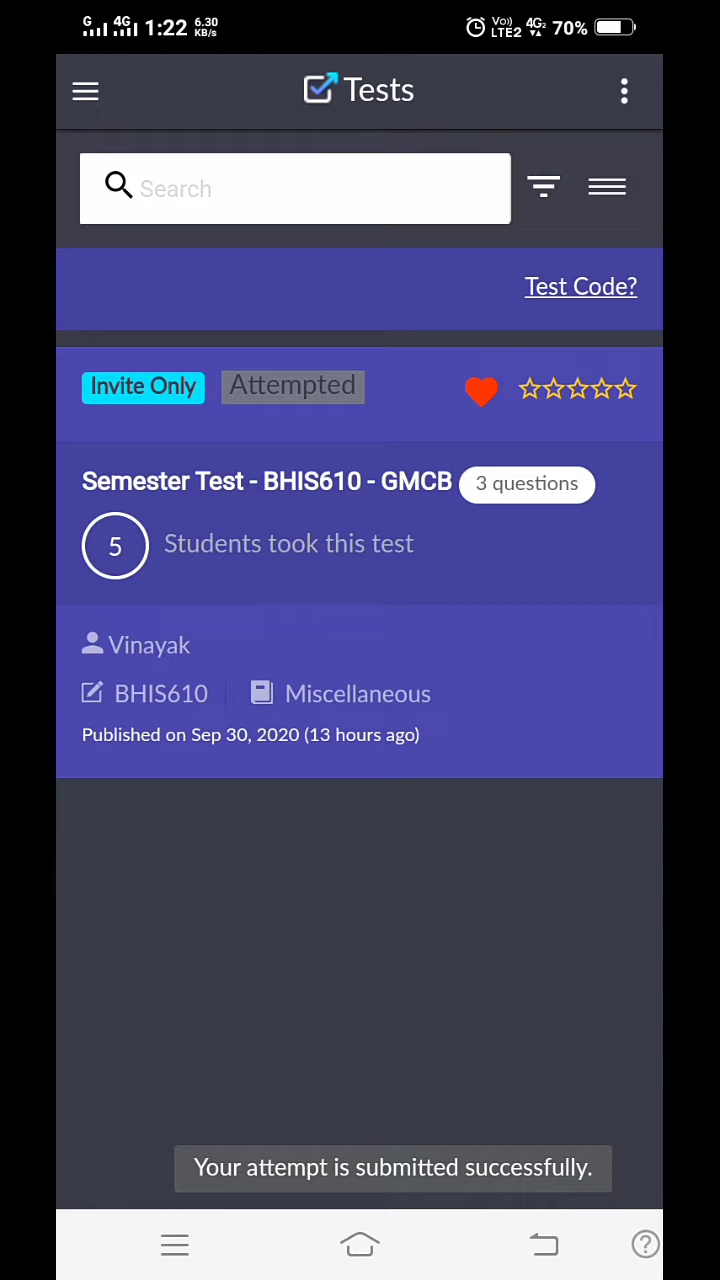 G 4G 1:22 6.30 KB/s Vo)) LTE2 4G2 70%
Tests
Search
Test Code?
Invite Only Attempted
Semester Test - BHIS610 - GMCB 3 questions
5 Students took this test
Vinayak
BHIS610 Miscellaneous
Published on Sep 30, 2020 (13 hours ago)
Your attempt is submitted successfully.